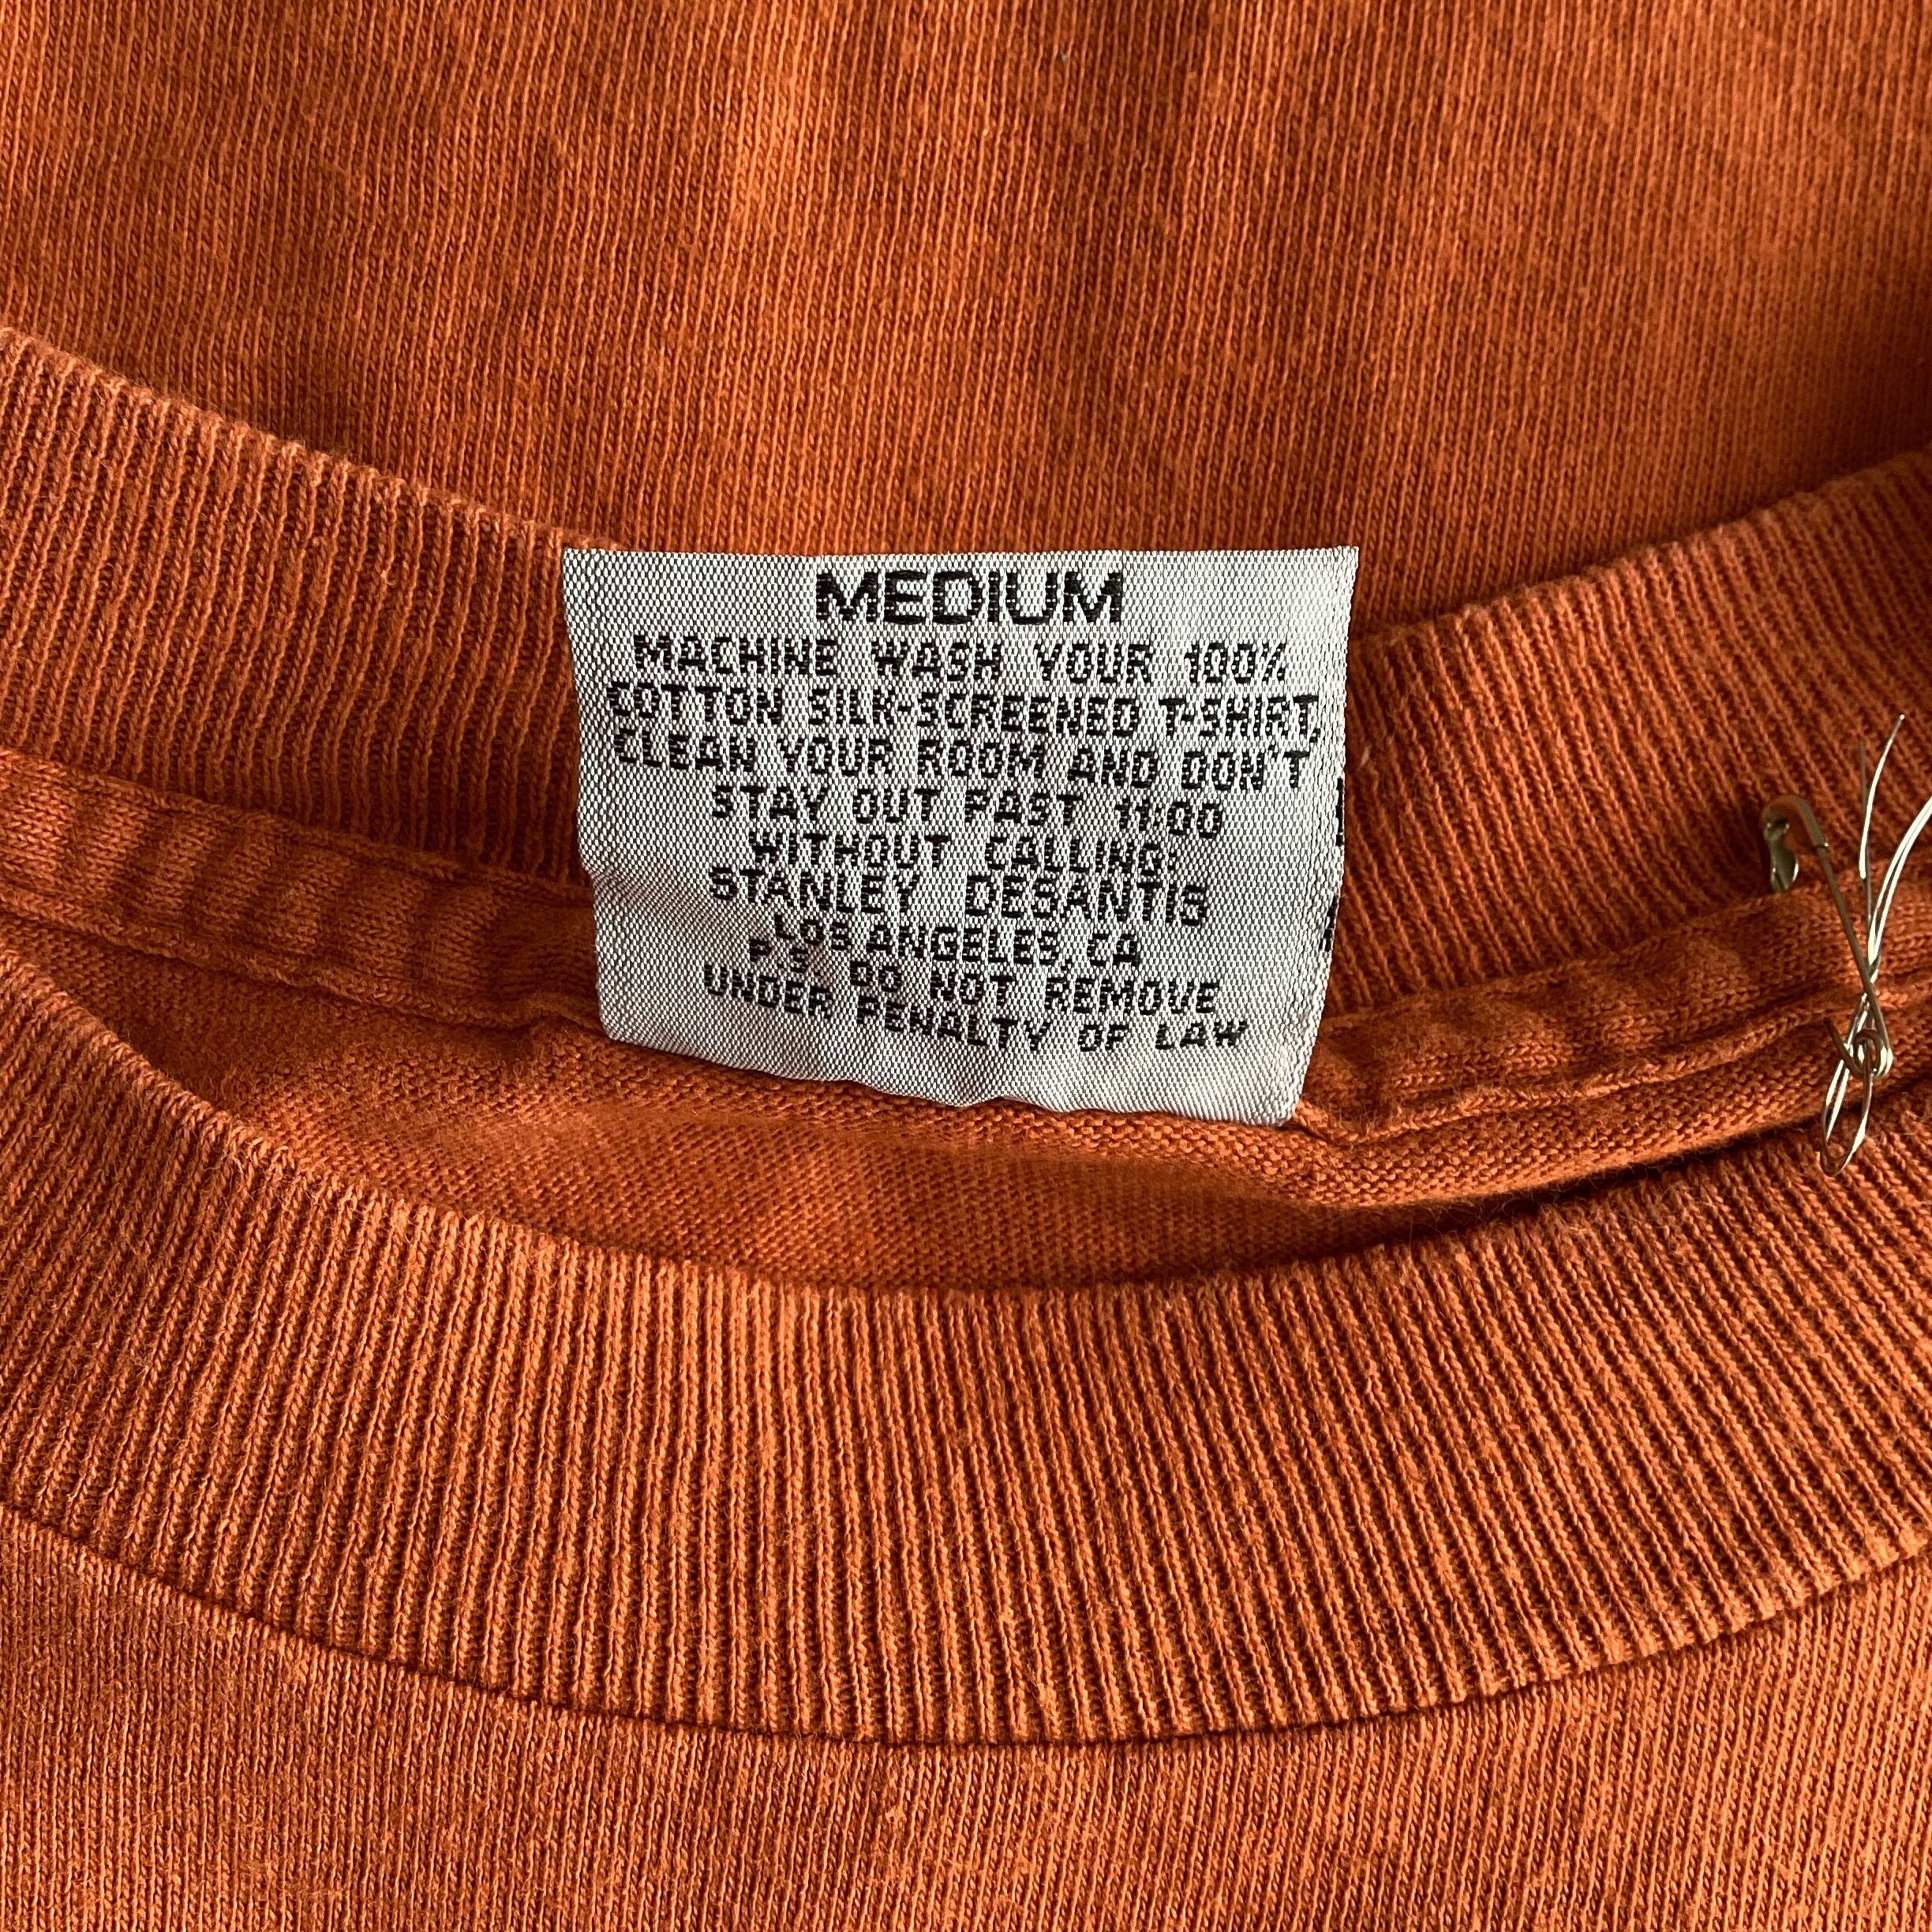 MEDIUM
MACHINE WASH YOUR 100%
COTTON SILK-SCREENED T-SHIRT,
CLEAN YOUR ROOM AND DON'T
STAY OUT PAST 11:00
WITHOUT CALLING:
STANLEY DESANTIS
LOS ANGELES, CA
P.S. DO NOT REMOVE
UNDER PENALTY OF LAW